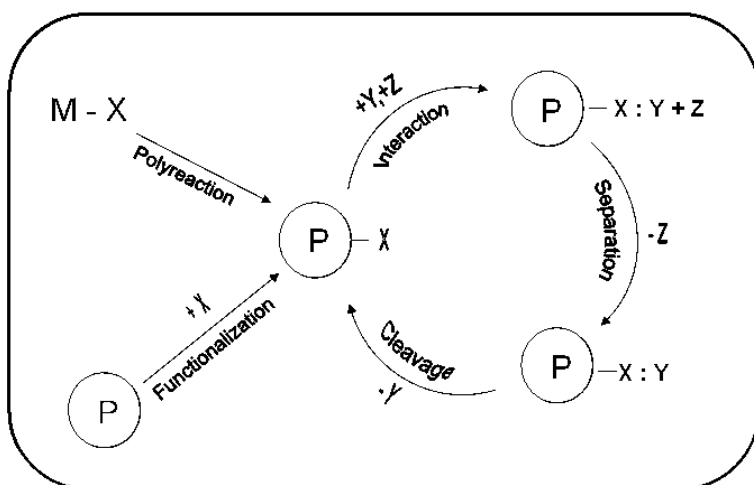 M - X
Polyreaction
P
+ X
Functionalization
P - X
+Y,+Z
Interaction
P - X : Y + Z
Separation
-Z
P - X : Y
Cleavage
- Y